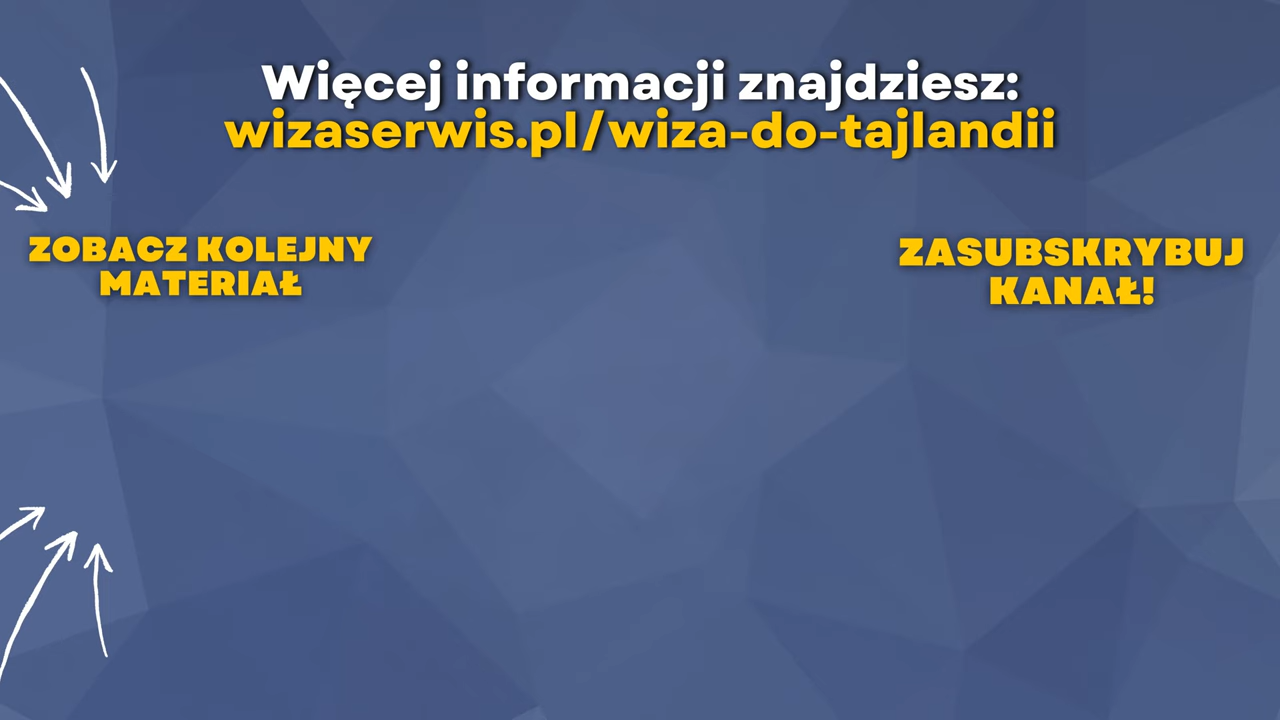 Więcej informacji znajdziesz:
wizaserwis.pl/wiza-do-tajlandii
ZOBACZ KOLEJNY
MATERIAŁ
ZASUBSKRYBUJ
KANAŁ!